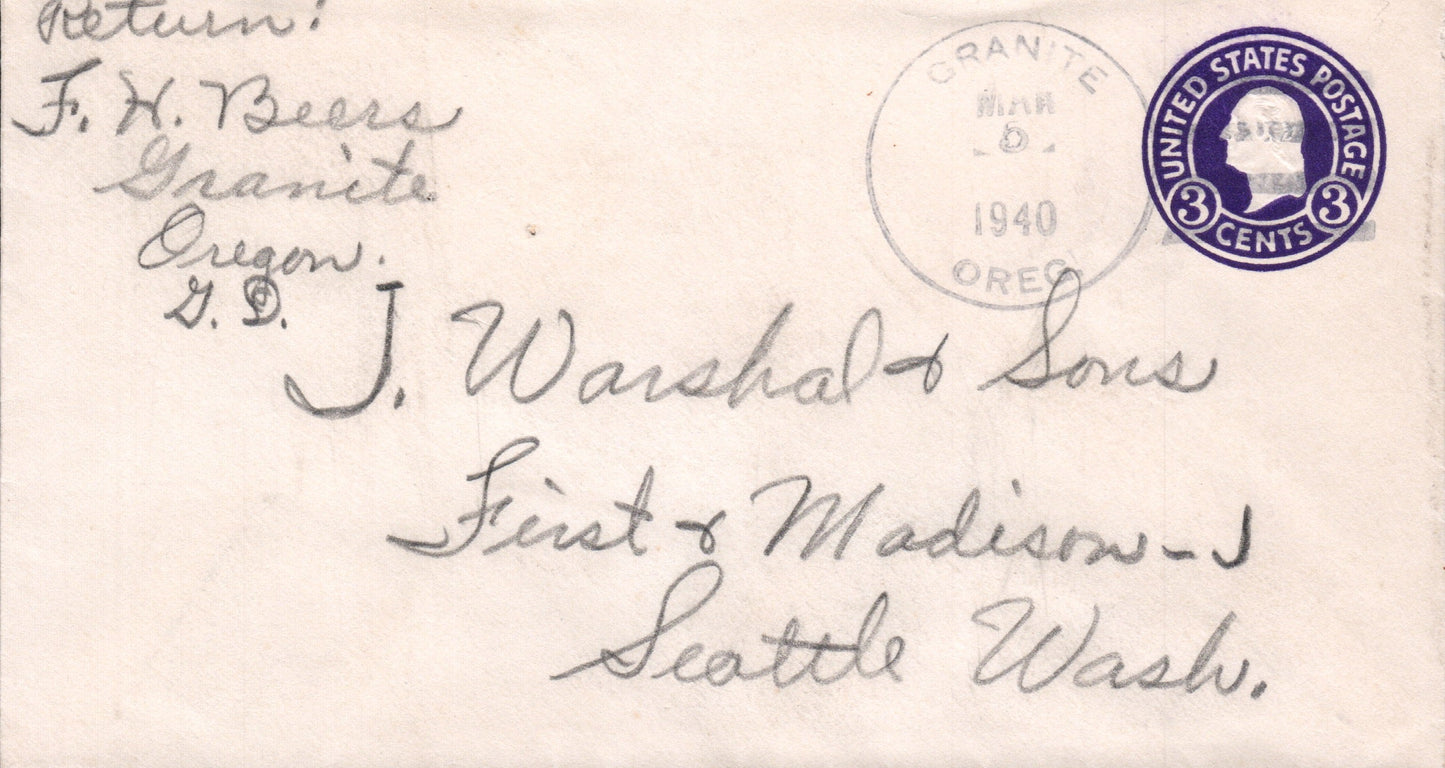 Return:
F. H. Beers
Granite
Oregon.
G. D.
GRANITE
MAR
5
1940
OREG.
UNITED STATES POSTAGE
3 3
CENTS
J. Warshal & Sons
First & Madison - J
Seattle Wash.